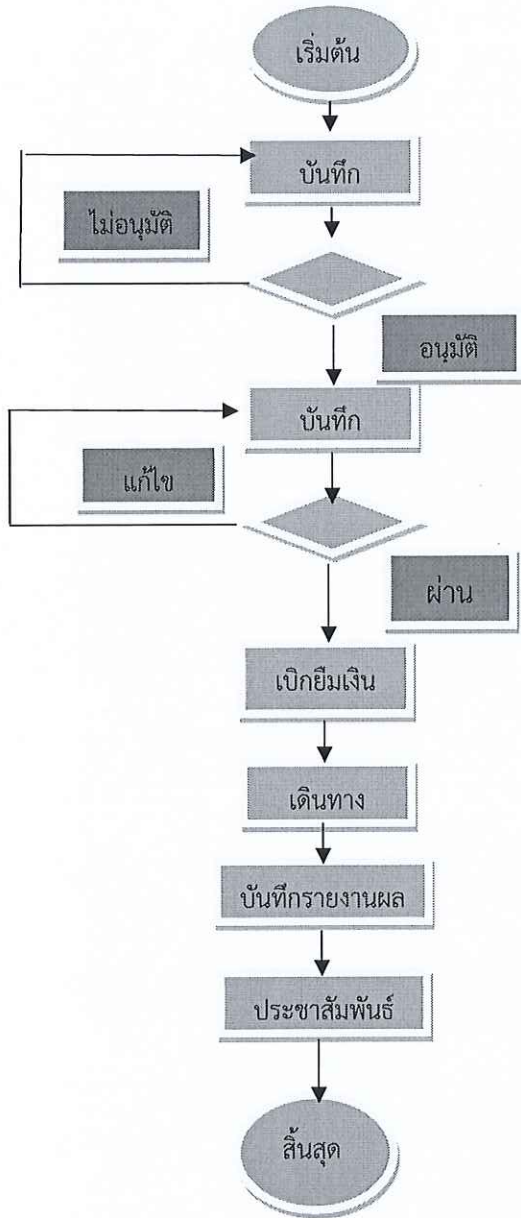 เริ่มต้น
บันทึก
ไม่อนุมัติ
อนุมัติ
บันทึก
แก้ไข
ผ่าน
เบิกยืมเงิน
เดินทาง
บันทึกรายงานผล
ประชาสัมพันธ์
สิ้นสุด